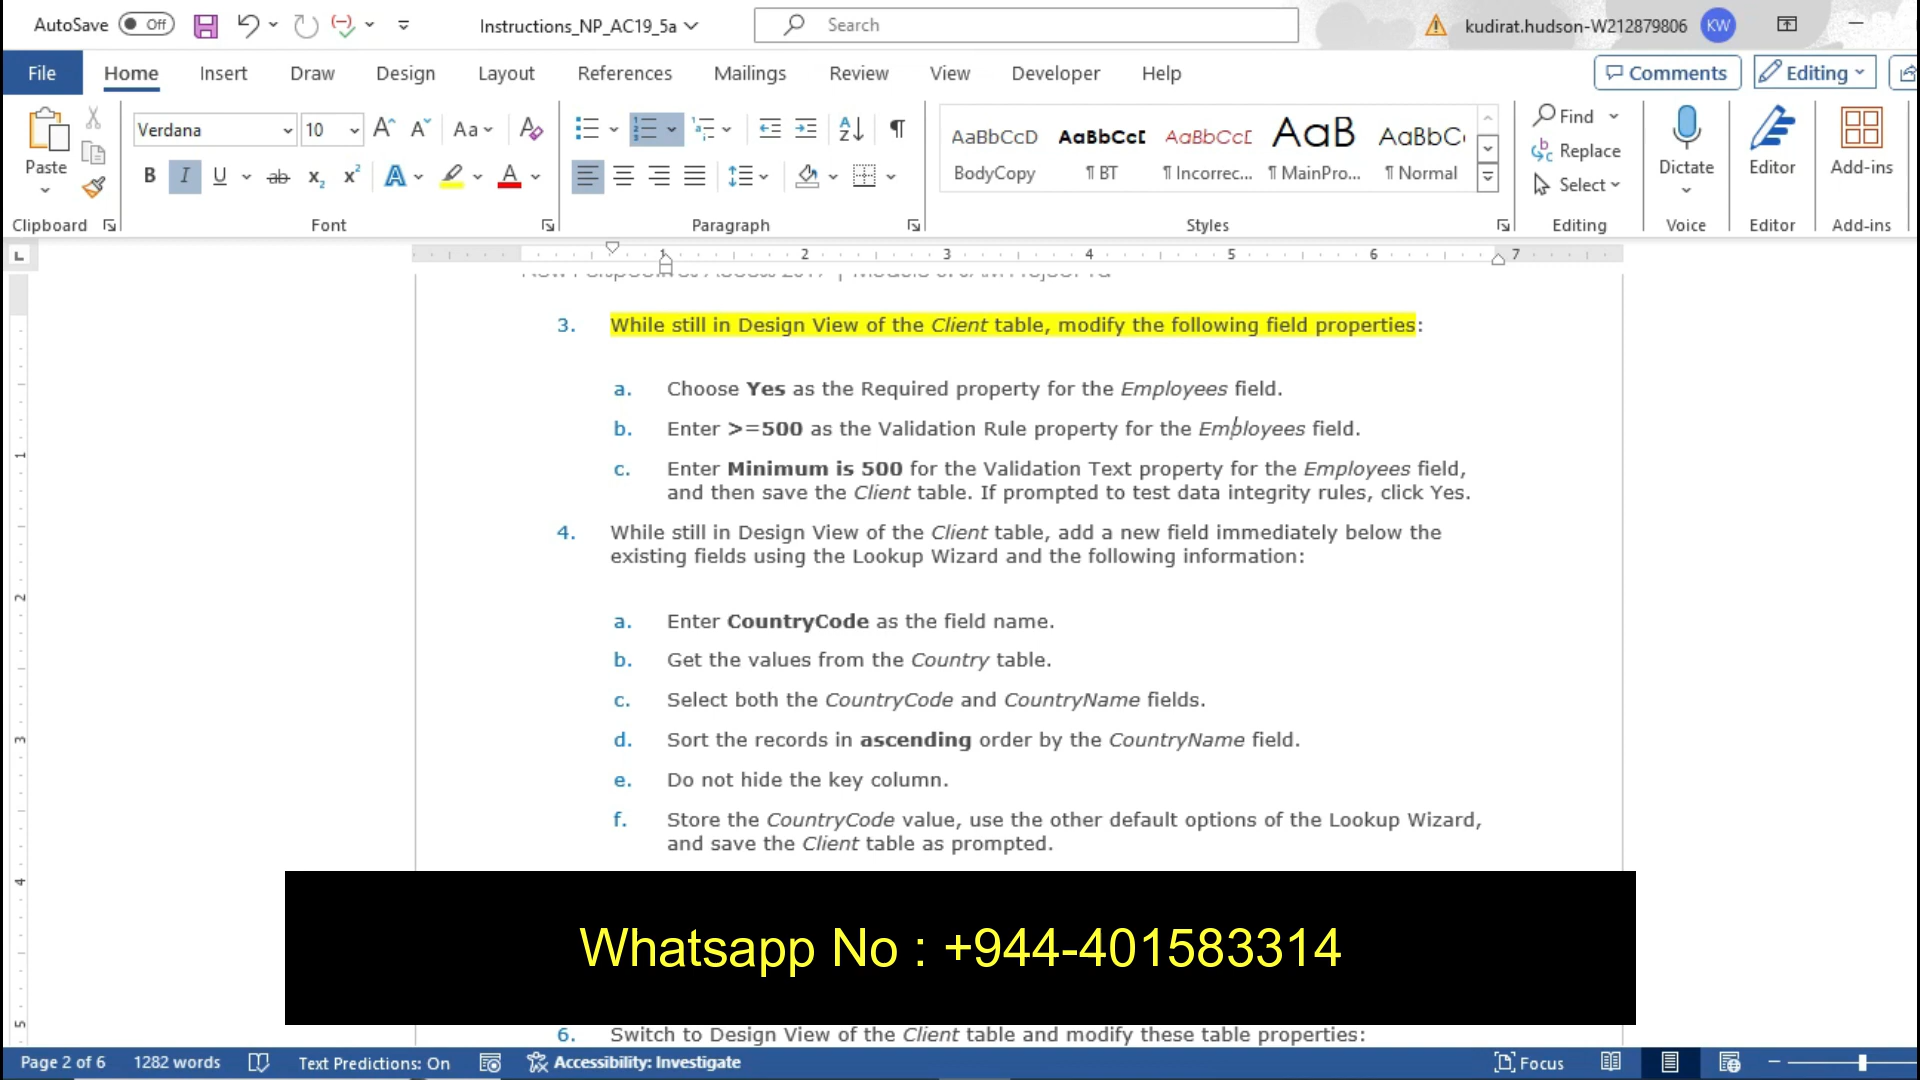 AutoSave Off Instructions_NP_AC19_5a Search kudirat.hudson-W212879806 KW
File Home Insert Draw Design Layout References Mailings Review View Developer Help Comments Editing
Verdana 10 Aa
AaBbCcD AaBbCcD AaBbCcD AaB AaBbC
Paste BodyCopy ¶ BT ¶ Incorrec... ¶ MainPro... ¶ Normal
Find
Replace
Select
Dictate Editor Add-ins
Clipboard Font Paragraph Styles Editing Voice Editor Add-ins
1 2 3 4 5 6 7
3. While still in Design View of the Client table, modify the following field properties:
a. Choose Yes as the Required property for the Employees field.
b. Enter >=500 as the Validation Rule property for the Employees field.
c. Enter Minimum is 500 for the Validation Text property for the Employees field,
and then save the Client table. If prompted to test data integrity rules, click Yes.
4. While still in Design View of the Client table, add a new field immediately below the
existing fields using the Lookup Wizard and the following information:
a. Enter CountryCode as the field name.
b. Get the values from the Country table.
c. Select both the CountryCode and CountryName fields.
d. Sort the records in ascending order by the CountryName field.
e. Do not hide the key column.
f. Store the CountryCode value, use the other default options of the Lookup Wizard,
and save the Client table as prompted.
Whatsapp No : +944-401583314
6. Switch to Design View of the Client table and modify these table properties:
Page 2 of 6 1282 words Text Predictions: On Accessibility: Investigate Focus